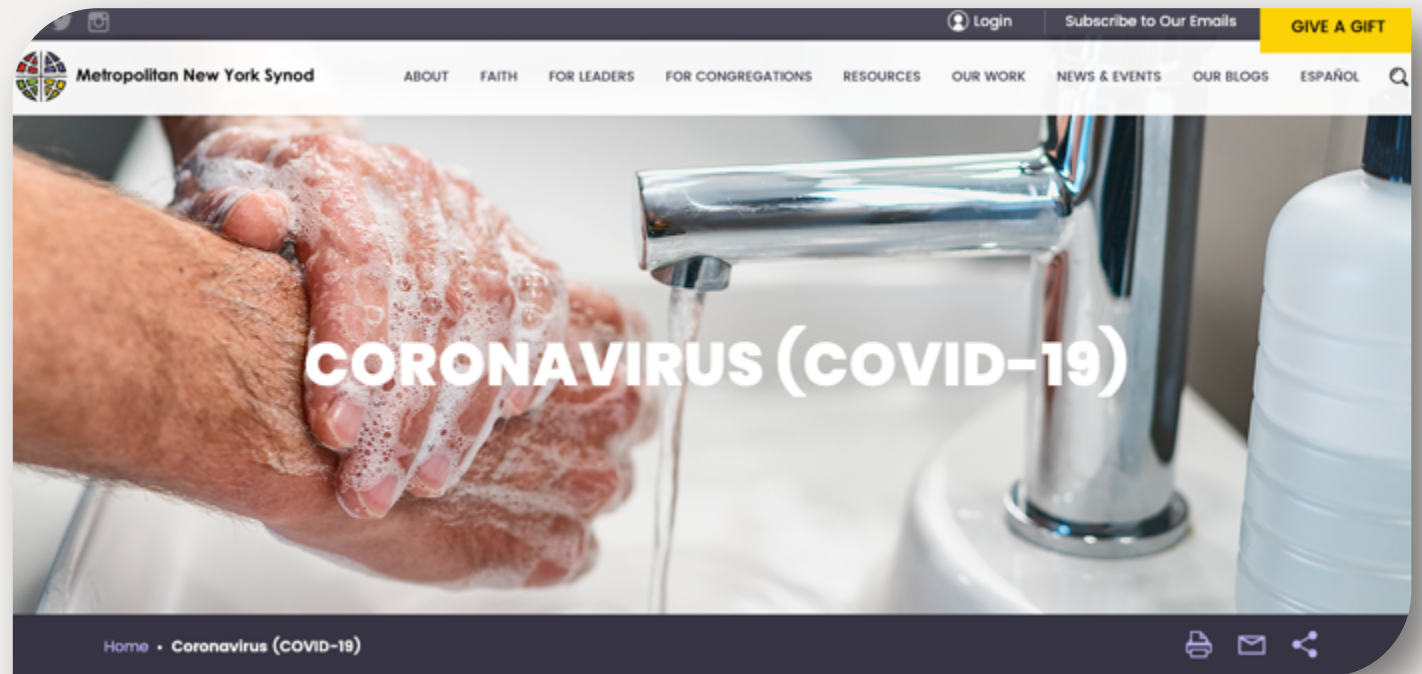 Login
Subscribe to Our Emails
GIVE A GIFT
Metropolitan New York Synod
ABOUT
FAITH
FOR LEADERS
FOR CONGREGATIONS
RESOURCES
OUR WORK
NEWS & EVENTS
OUR BLOGS
ESPAÑOL
CORONAVIRUS (COVID-19)
Home • Coronavirus (COVID-19)